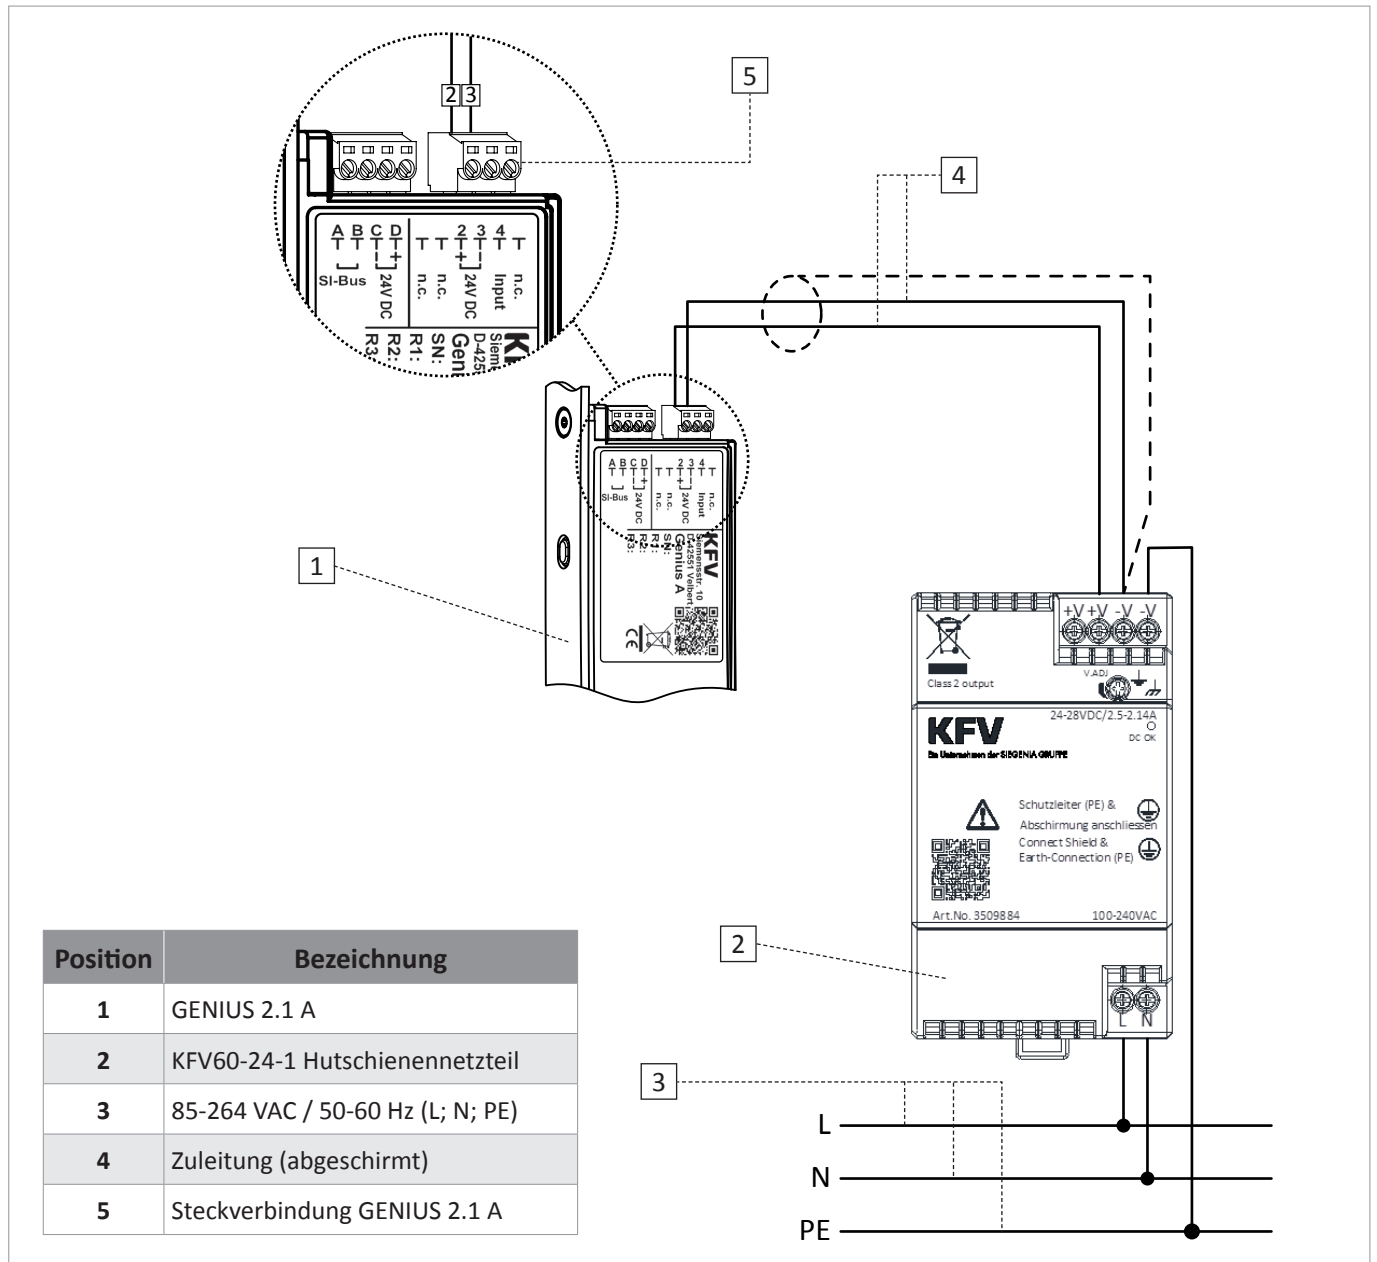 2 3
5
4
A B C D
2 3 4
+ +
SI-Bus
24V DC
n.c.
n.c.
24V DC
Input
n.c.
R3:
R2:
R1:
SN:
Gen
D-425
Sieme
KF
A B C D
2 3 4
+ +
SI-Bus
24V DC
n.c.
n.c.
24V DC
Input
n.c.
R3:
R2:
R1:
SN:
Genius A
D-42551 Velbert
Siemensstr. 10
KFV
CE
1
+V +V -V -V
V.ADJ
Class 2 output
24-28VDC/2.5-2.14A
DC OK
KFV
Ein Unternehmen der SIEGENIA GRUPPE
Schutzleiter (PE) &
Abschirmung anschliessen
Connect Shield &
Earth-Connection (PE)
Art.No. 3509884 100-240VAC
L N
2
3
L
N
PE
Position Bezeichnung
1 GENIUS 2.1 A
2 KFV60-24-1 Hutschienennetzteil
3 85-264 VAC / 50-60 Hz (L; N; PE)
4 Zuleitung (abgeschirmt)
5 Steckverbindung GENIUS 2.1 A